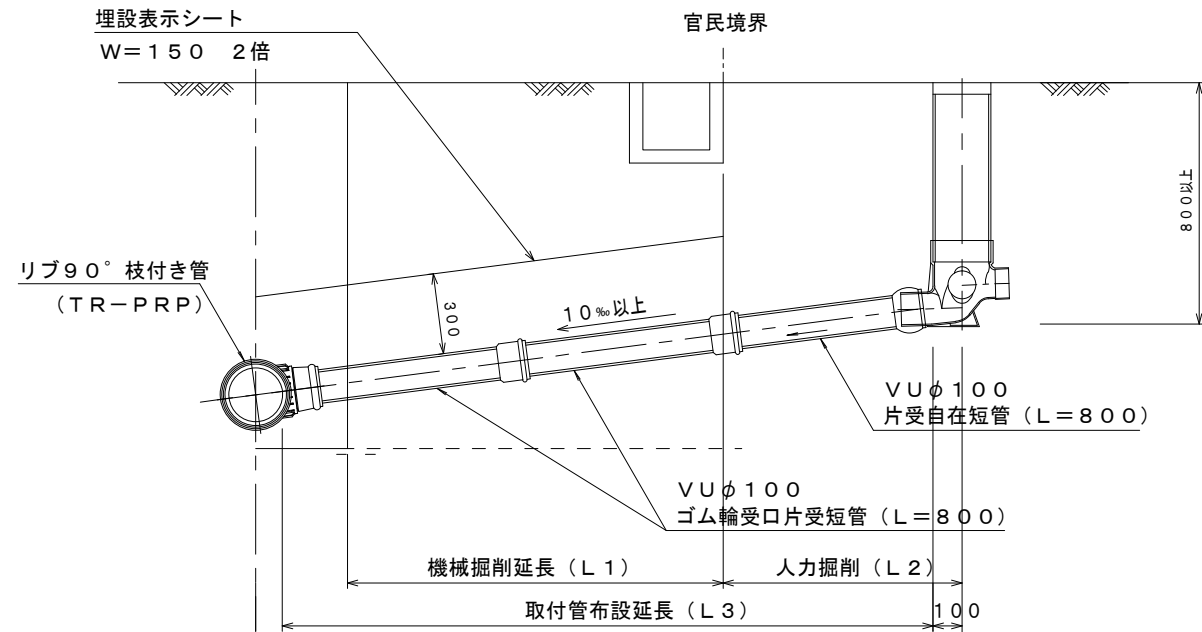 埋設表示シート
W=150 2倍
官民境界
800以下
リブ90°枝付き管
(TR-PRP)
300
10‰以上
VUφ100
片受自在短管(L=800)
VUφ100
ゴム輪受口片受短管(L=800)
機械掘削延長(L1)
人力掘削(L2)
取付管布設延長(L3)
100